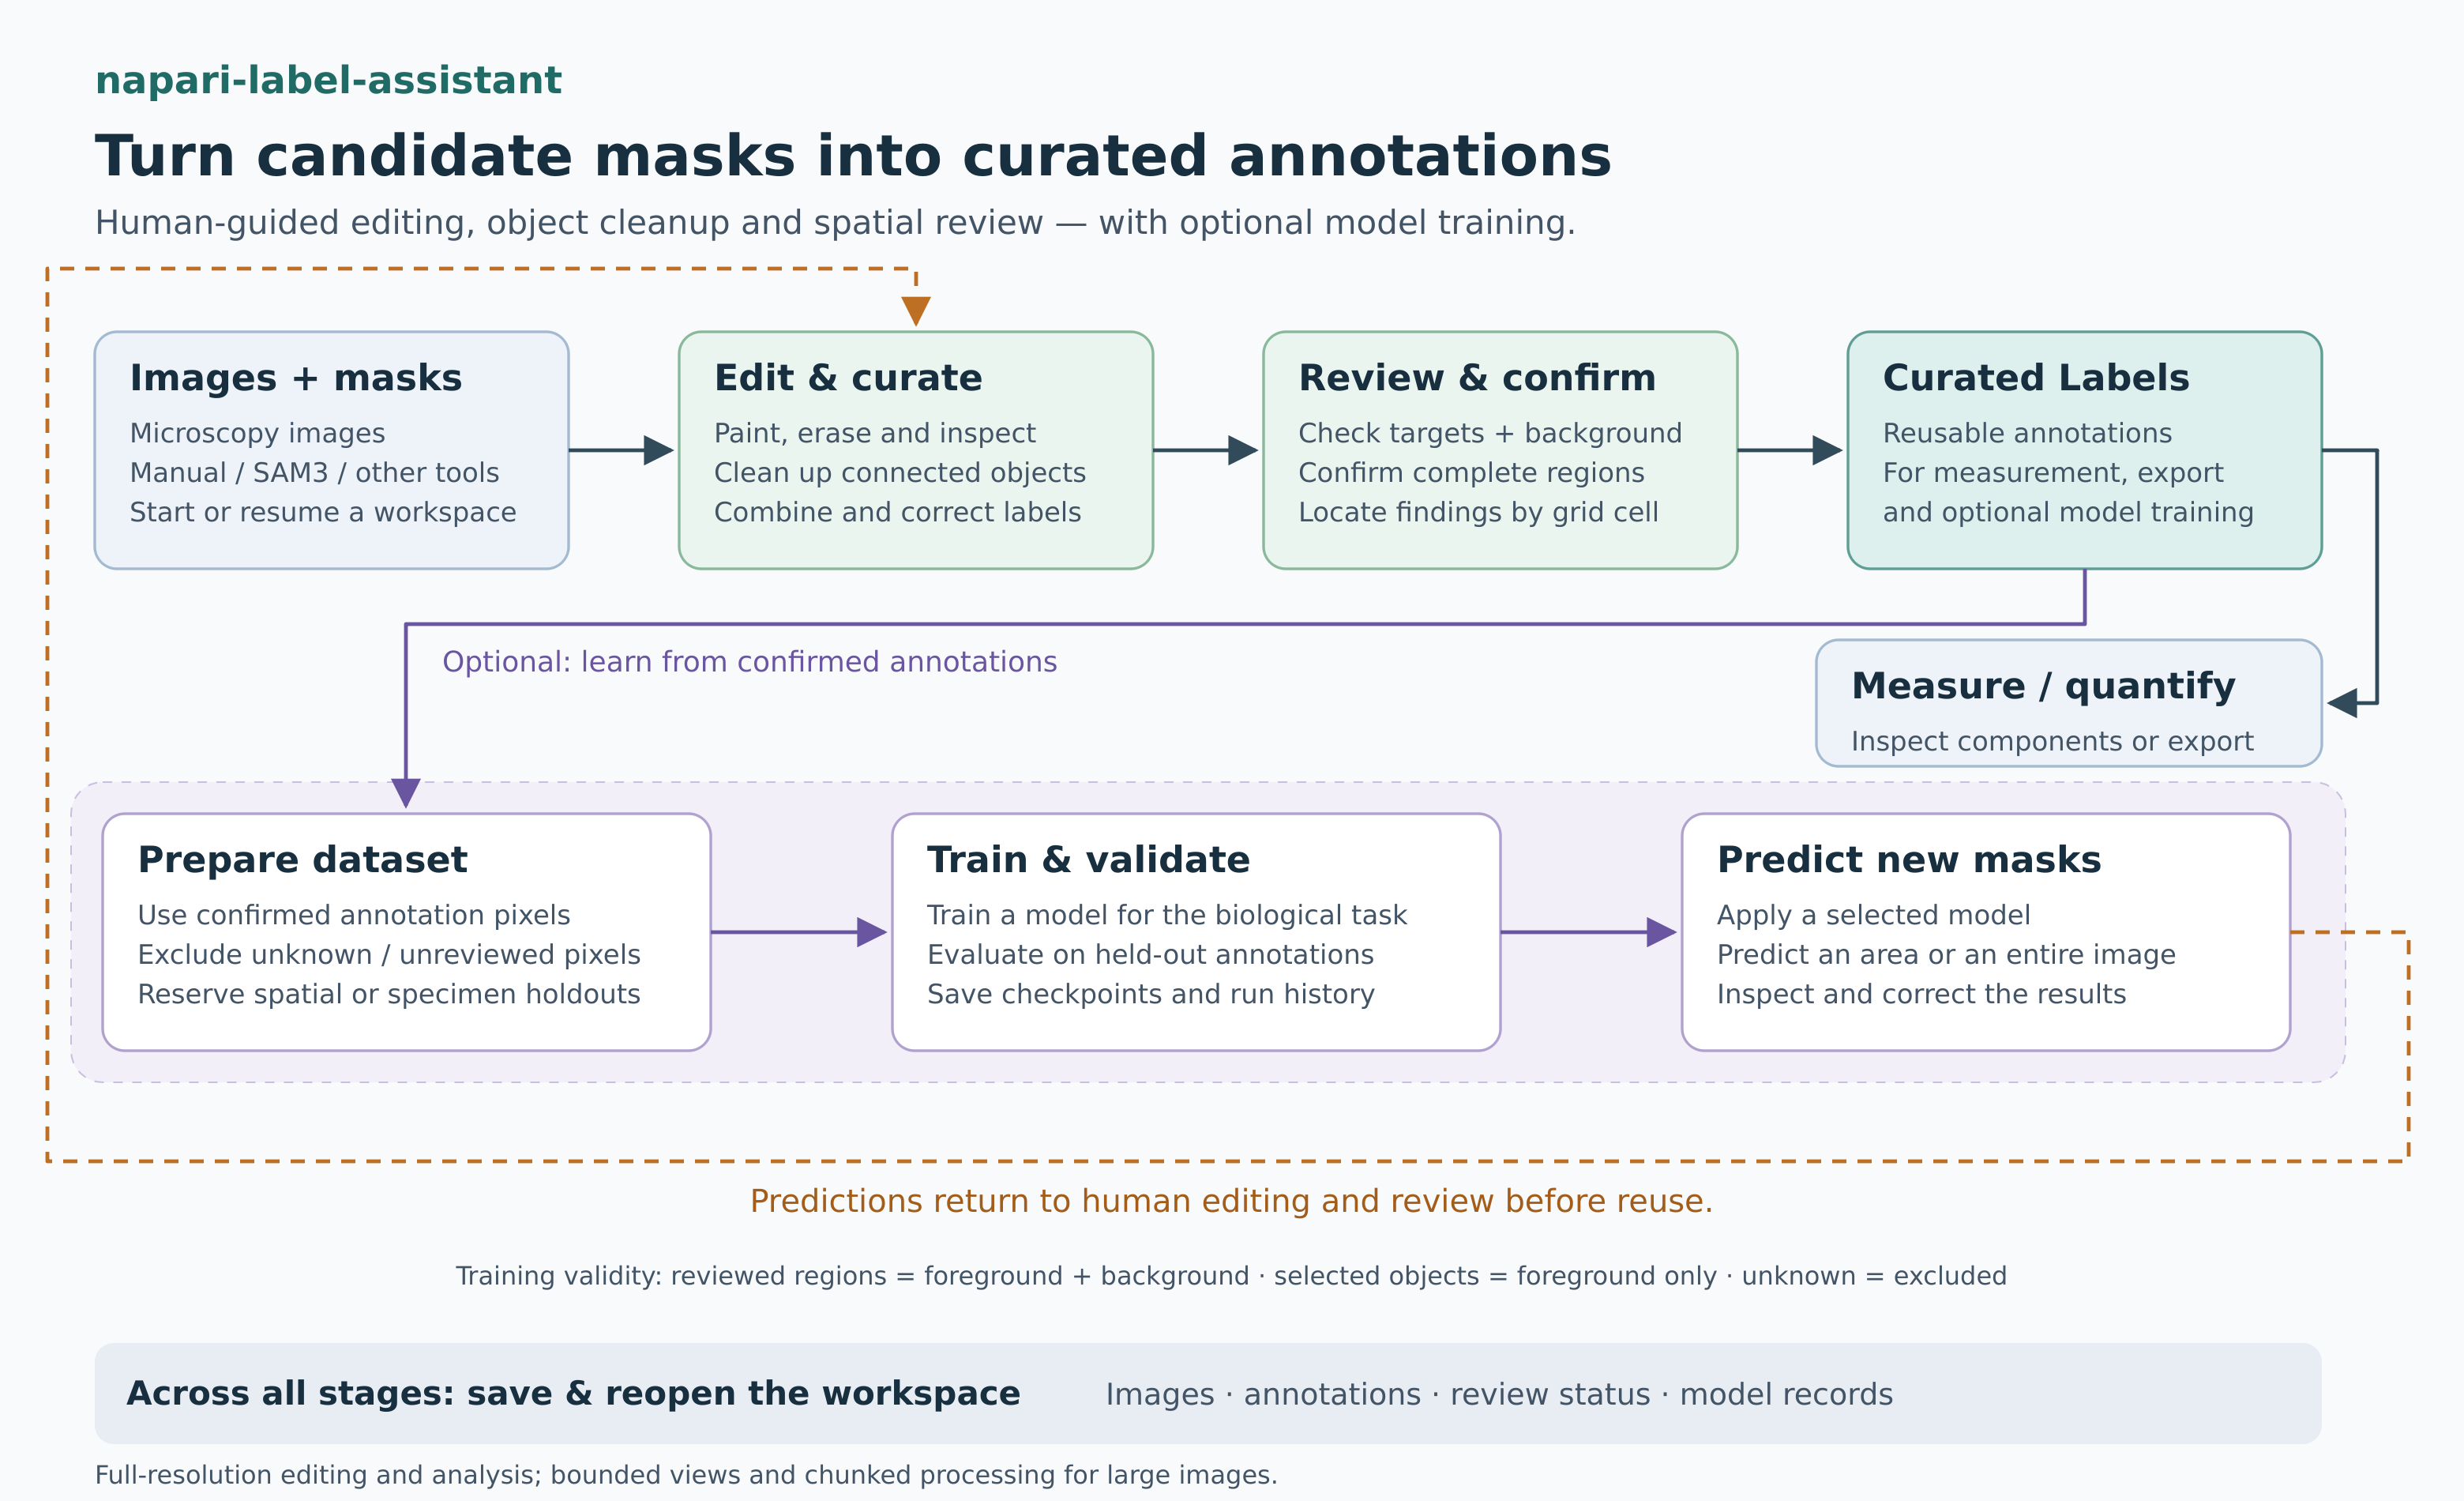 napari-label-assistant
Turn candidate masks into curated annotations
Human-guided editing, object cleanup and spatial review — with optional model training.
Images + masks
Microscopy images
Manual / SAM3 / other tools
Start or resume a workspace
Edit & curate
Paint, erase and inspect
Clean up connected objects
Combine and correct labels
Review & confirm
Check targets + background
Confirm complete regions
Locate findings by grid cell
Curated Labels
Reusable annotations
For measurement, export
and optional model training
Optional: learn from confirmed annotations
Measure / quantify
Inspect components or export
Prepare dataset
Use confirmed annotation pixels
Exclude unknown / unreviewed pixels
Reserve spatial or specimen holdouts
Train & validate
Train a model for the biological task
Evaluate on held-out annotations
Save checkpoints and run history
Predict new masks
Apply a selected model
Predict an area or an entire image
Inspect and correct the results
Predictions return to human editing and review before reuse.
Training validity: reviewed regions = foreground + background · selected objects = foreground only · unknown = excluded
Across all stages: save & reopen the workspace
Images · annotations · review status · model records
Full-resolution editing and analysis; bounded views and chunked processing for large images.